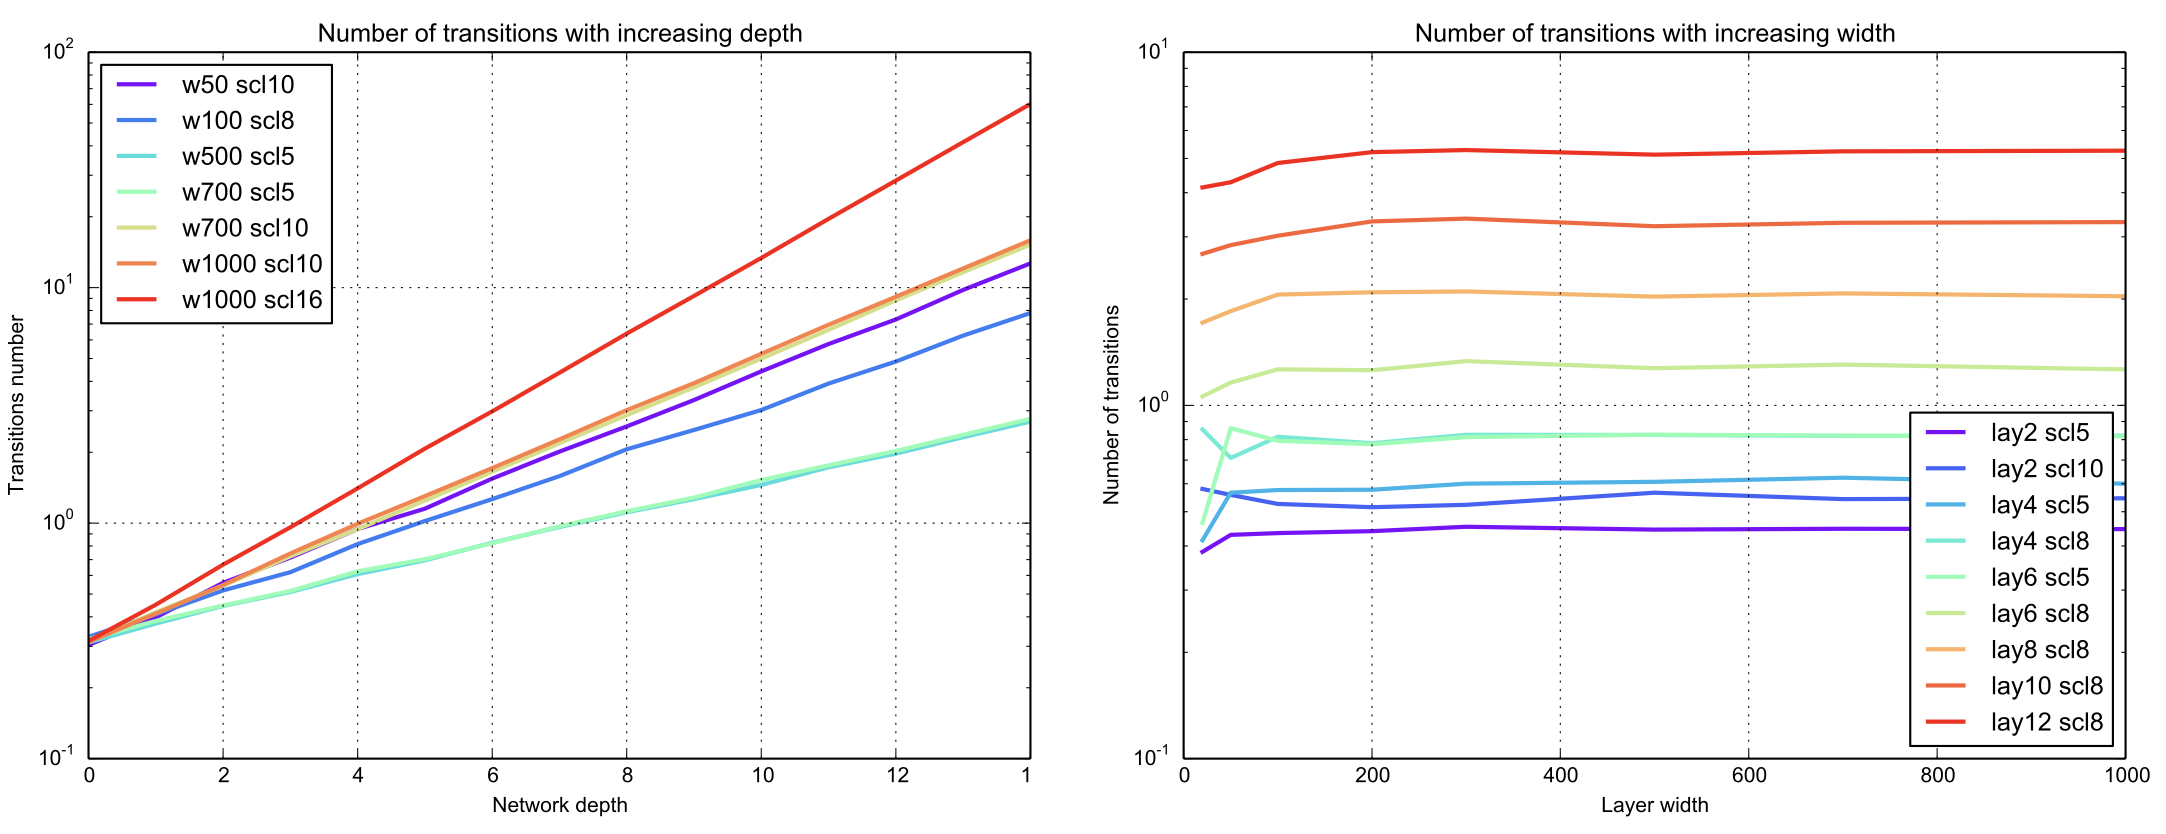 Number of transitions with increasing depth
10^2
10^1
10^0
10^-1
Transitions number
w50 scl10
w100 scl8
w500 scl5
w700 scl5
w700 scl10
w1000 scl10
w1000 scl16
0 2 4 6 8 10 12 1
Network depth
Number of transitions with increasing width
10^1
10^0
10^-1
Number of transitions
lay2 scl5
lay2 scl10
lay4 scl5
lay4 scl8
lay6 scl5
lay6 scl8
lay8 scl8
lay10 scl8
lay12 scl8
0 200 400 600 800 1000
Layer width